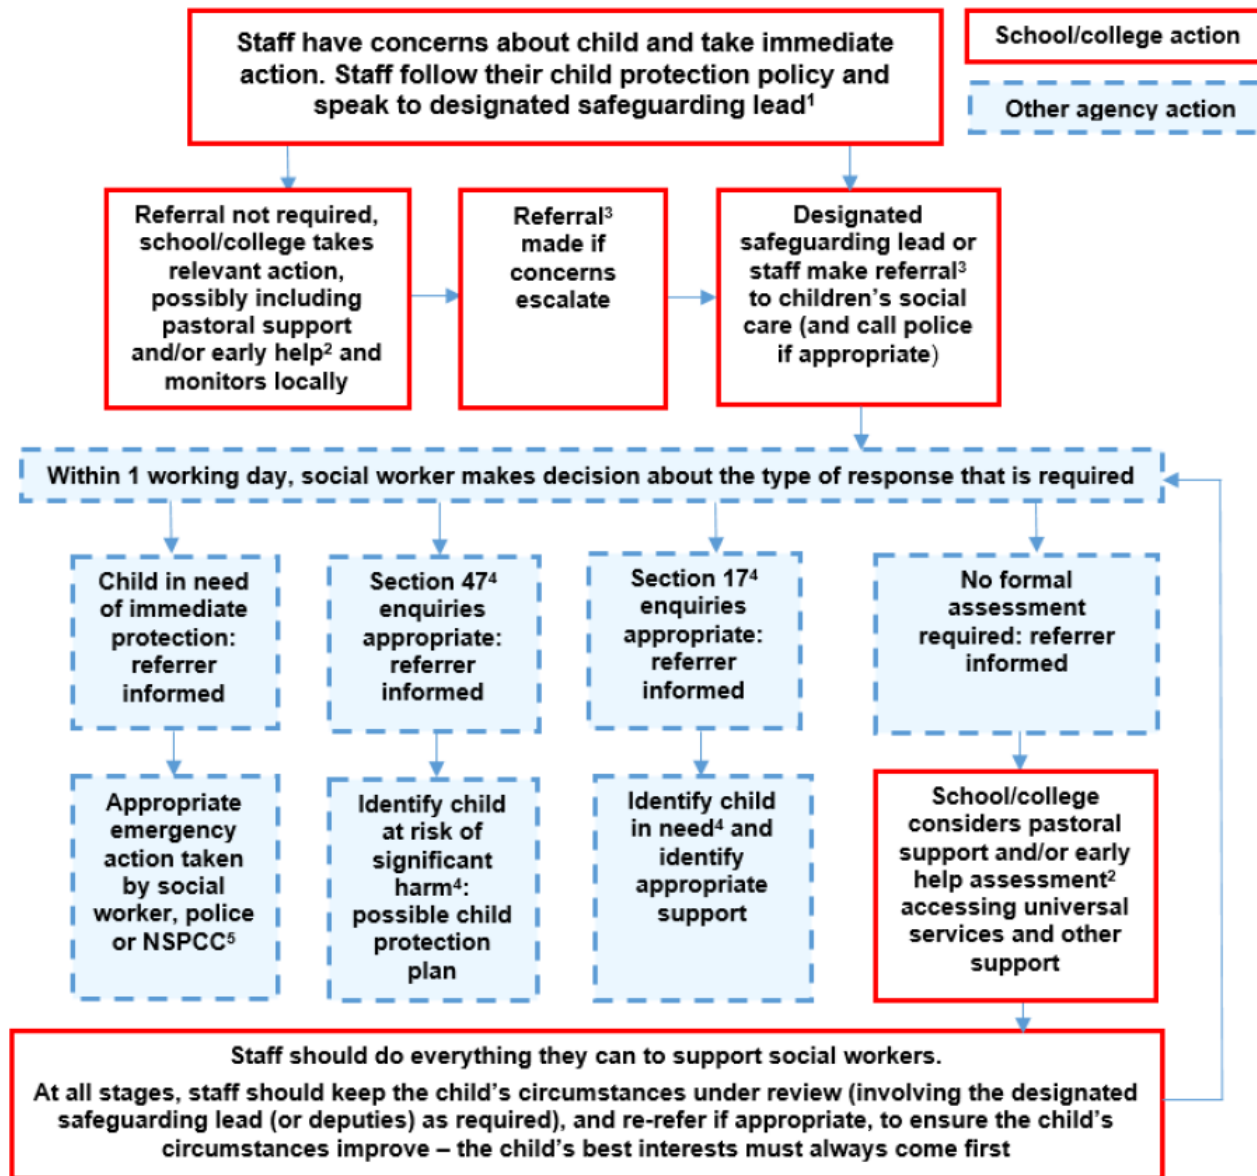 Staff have concerns about child and take immediate
action. Staff follow their child protection policy and
speak to designated safeguarding lead¹
School/college action
Other agency action
Referral not required,
school/college takes
relevant action,
possibly including
pastoral support
and/or early help² and
monitors locally
Referral³
made if
concerns
escalate
Designated
safeguarding lead or
staff make referral³
to children’s social
care (and call police
if appropriate)
Within 1 working day, social worker makes decision about the type of response that is required
Child in need
of immediate
protection:
referrer
informed
Section 47⁴
enquiries
appropriate:
referrer
informed
Section 17⁴
enquiries
appropriate:
referrer
informed
No formal
assessment
required: referrer
informed
Appropriate
emergency
action taken
by social
worker, police
or NSPCC⁵
Identify child
at risk of
significant
harm⁴:
possible child
protection
plan
Identify child
in need⁴ and
identify
appropriate
support
School/college
considers pastoral
support and/or early
help assessment²
accessing universal
services and other
support
Staff should do everything they can to support social workers.
At all stages, staff should keep the child’s circumstances under review (involving the designated
safeguarding lead (or deputies) as required), and re-refer if appropriate, to ensure the child’s
circumstances improve – the child’s best interests must always come first